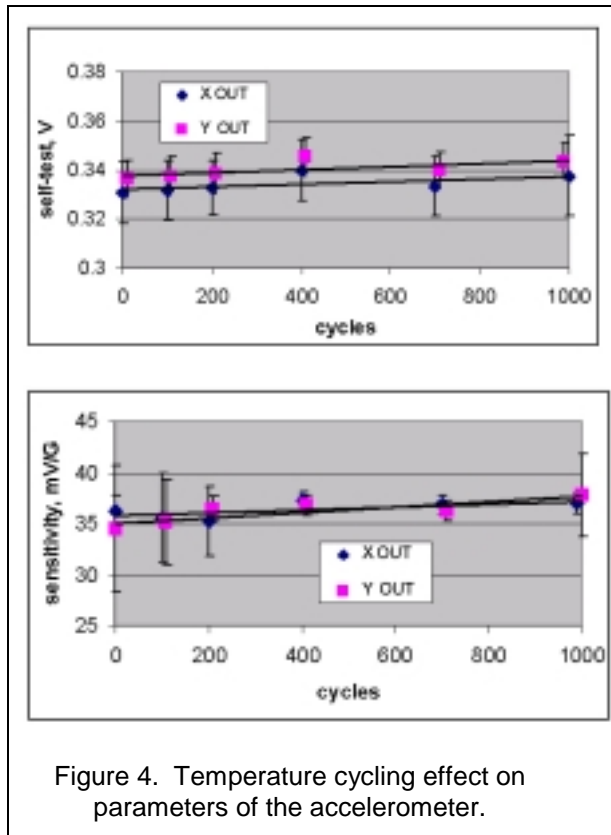 0.38
X OUT
0.36
Y OUT
self-test, V
0.34
0.32
0.3
0 200 400 600 800 1000
cycles
45
40
sensitivity, mV/G
35
X OUT
30
Y OUT
25
0 200 400 600 800 1000
cycles
Figure 4. Temperature cycling effect on
parameters of the accelerometer.